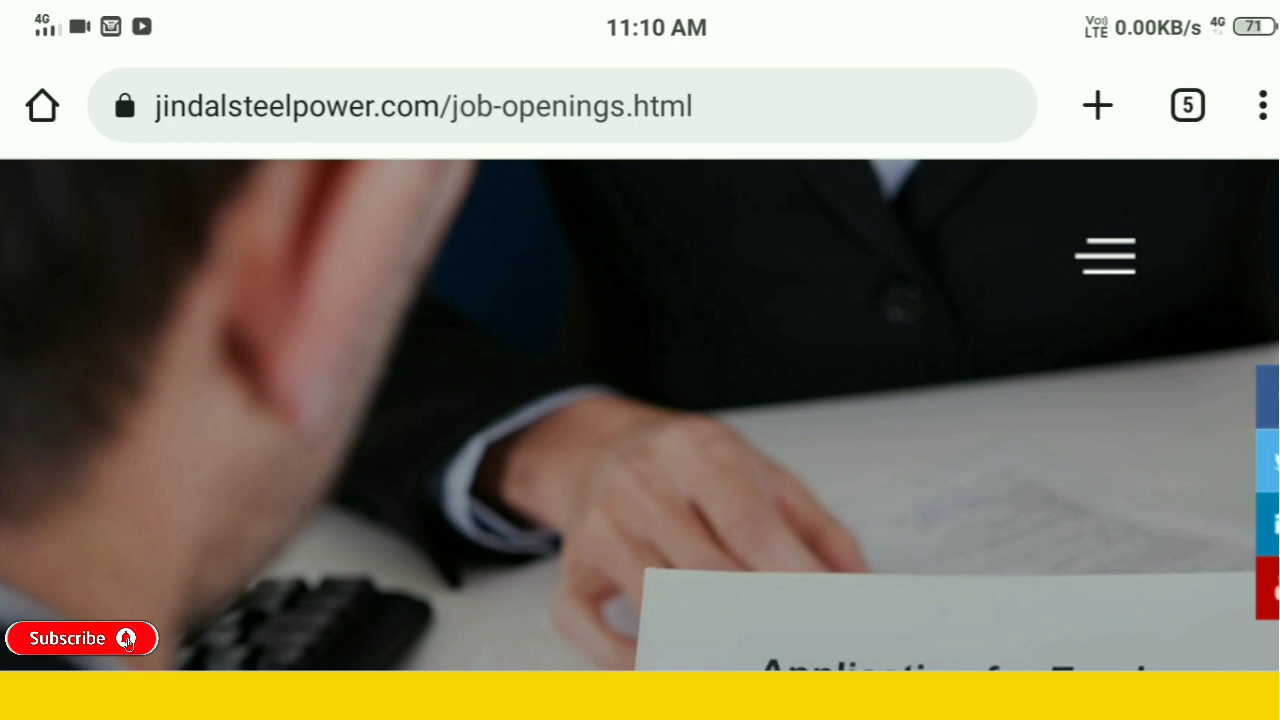 4G 11:10 AM Vo)) LTE 0.00KB/s 4G 71
jindalsteelpower.com/job-openings.html 5
Subscribe